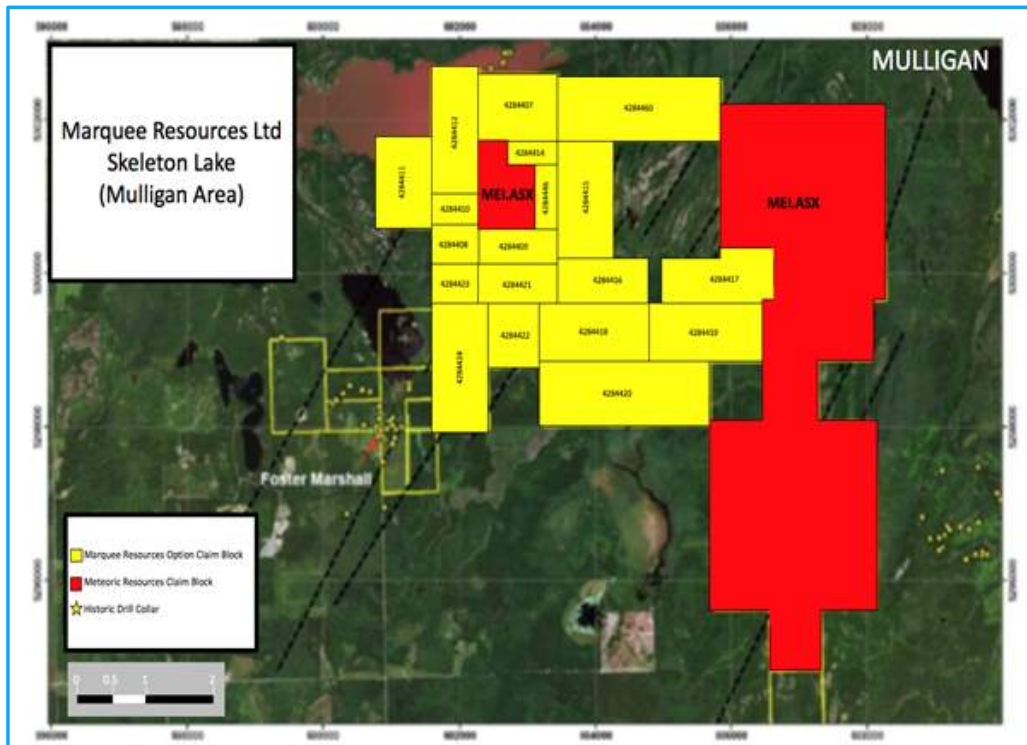 MULLIGAN
Marquee Resources Ltd
Skeleton Lake
(Mulligan Area)
4284407
4284460
4284412
4284414
4284411
MEI.ASX
4284446
4284415
MEI.ASX
4284410
4284408
4284409
4284417
4284423
4284421
4284416
4284422
4284418
4284419
4284424
4284420
Foster Marshall
Marquee Resources Option Claim Block
Meteoric Resources Claim Block
Historic Drill Collar
0 0.5 1 2